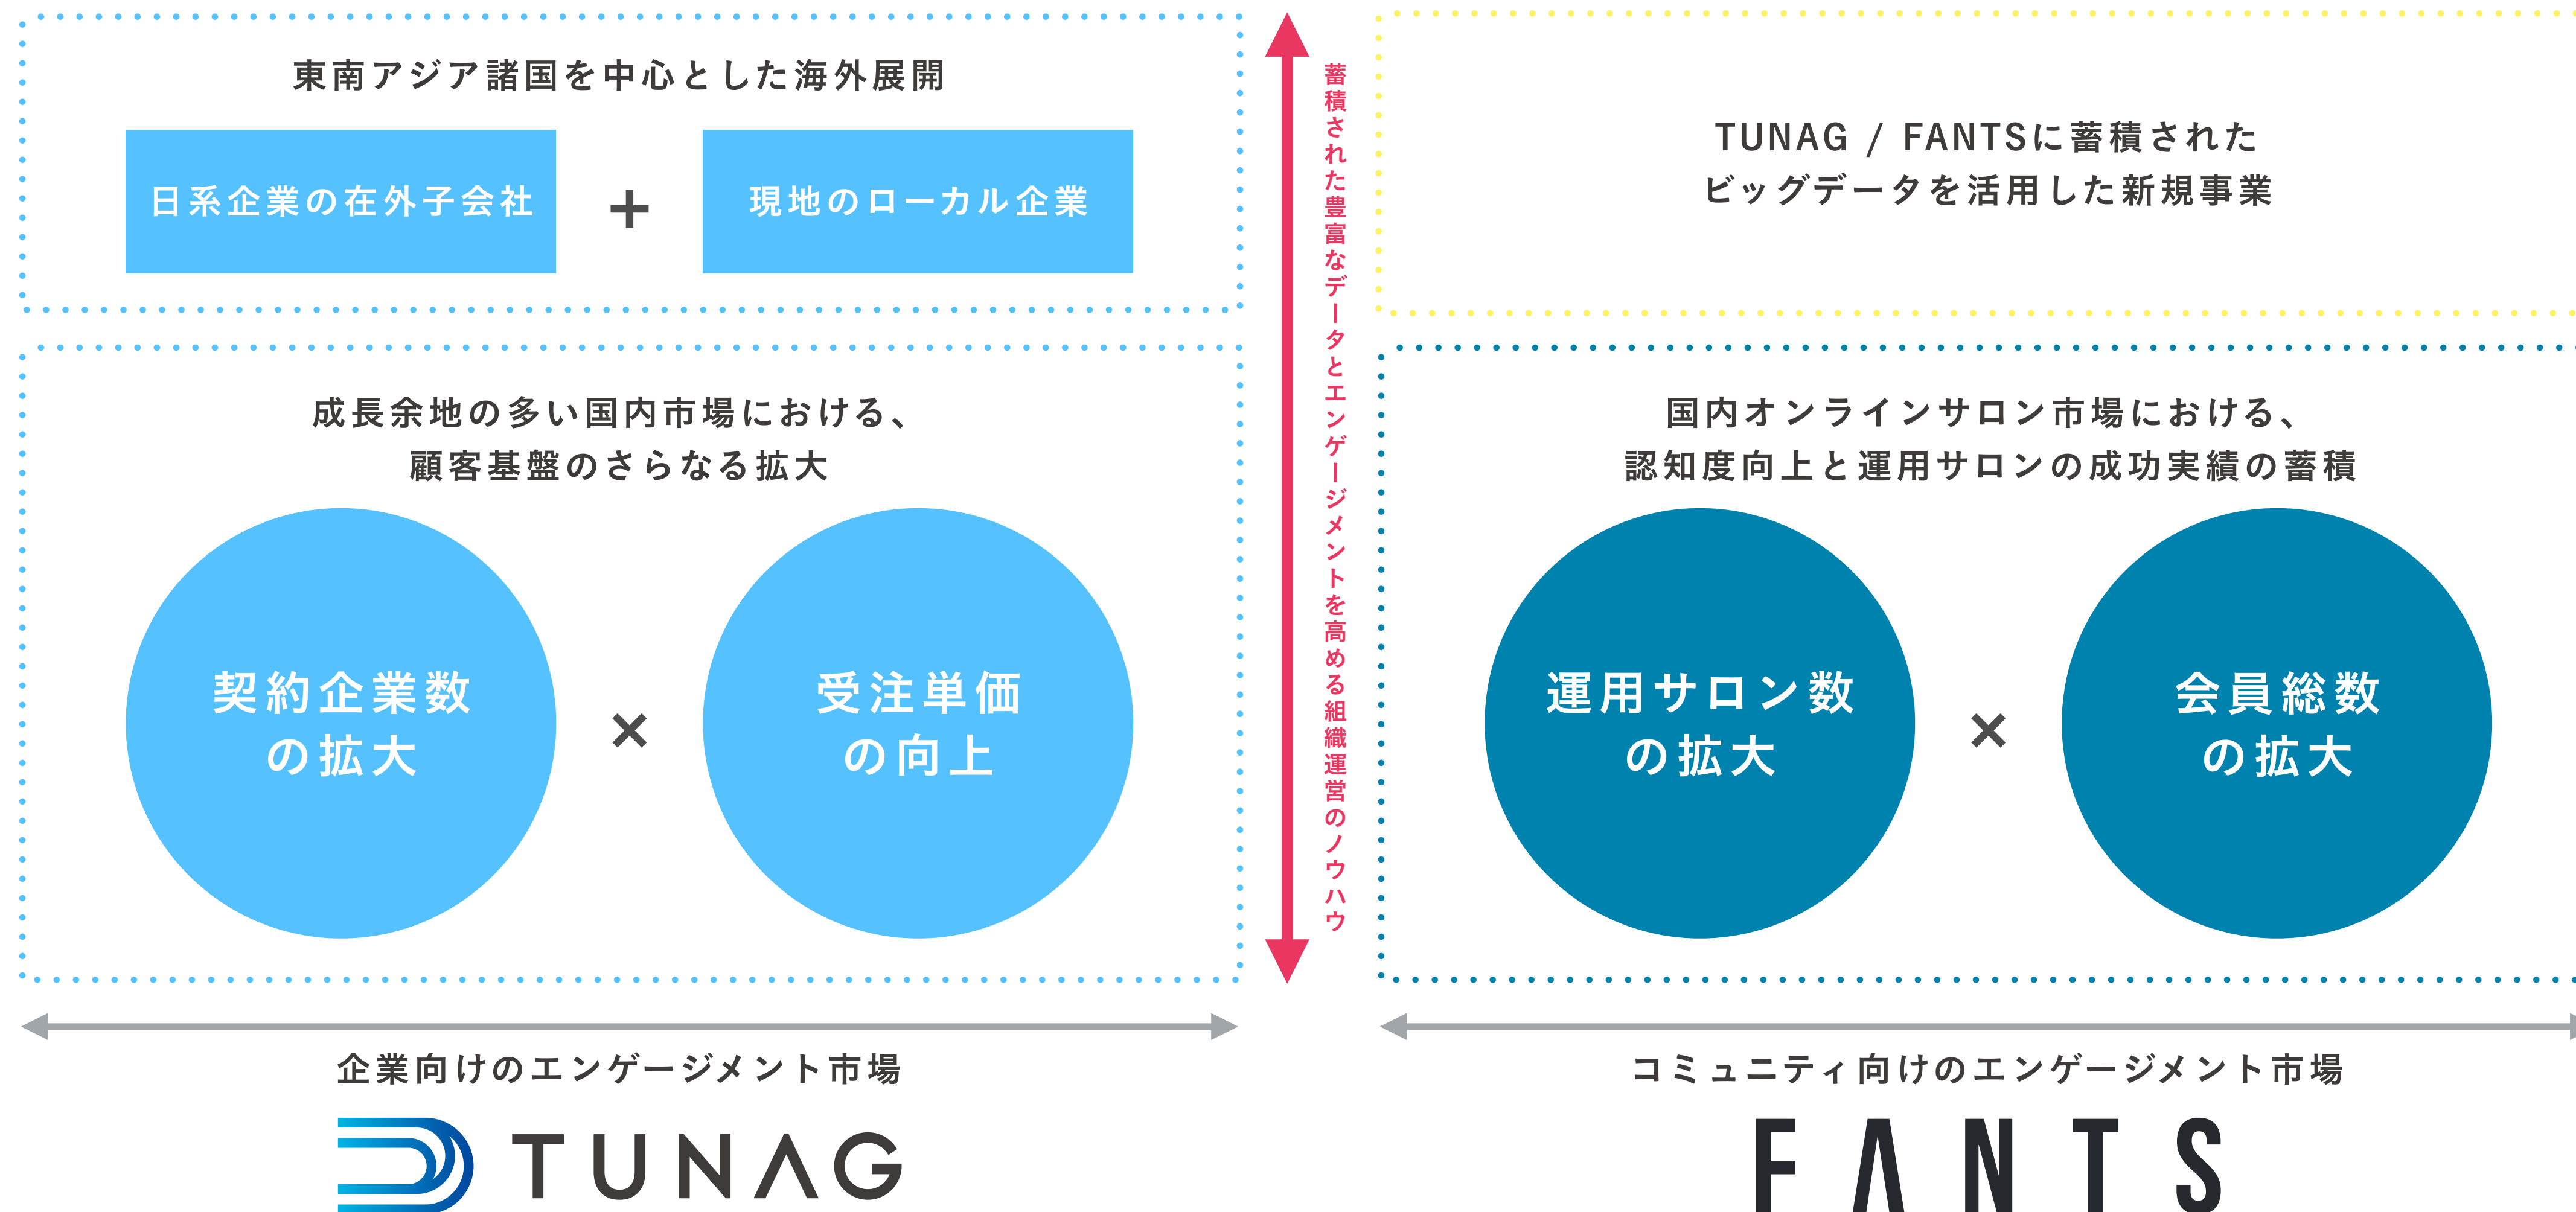 東南アジア諸国を中心とした海外展開
日系企業の在外子会社
+
現地のローカル企業
成長余地の多い国内市場における、
顧客基盤のさらなる拡大
契約企業数
の拡大
×
受注単価
の向上
企業向けのエンゲージメント市場
TUNAG
蓄積された豊富なデータとエンゲージメントを高める組織運営のノウハウ
TUNAG / FANTSに蓄積された
ビッグデータを活用した新規事業
国内オンラインサロン市場における、
認知度向上と運用サロンの成功実績の蓄積
運用サロン数
の拡大
×
会員総数
の拡大
コミュニティ向けのエンゲージメント市場
FANTS